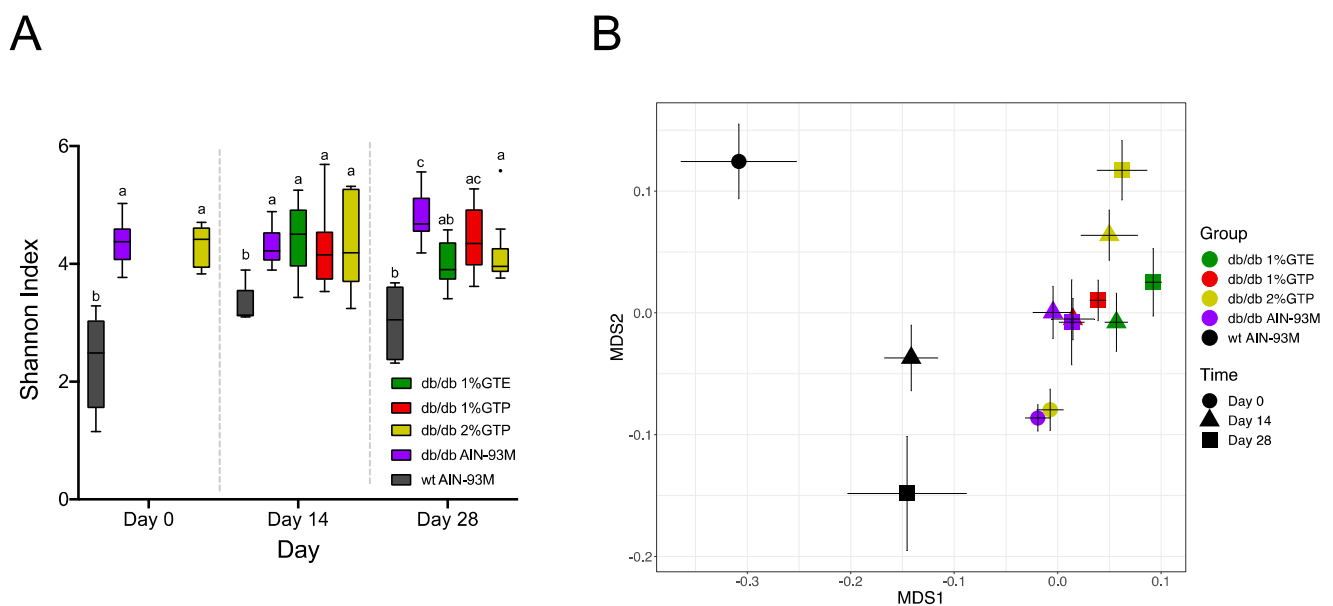 A
Shannon Index
6
4
2
0
b
a
a
b
a
a
a
a
b
c
ab
ac
a
db/db 1%GTE
db/db 1%GTP
db/db 2%GTP
db/db AIN-93M
wt AIN-93M
Day 0
Day 14
Day 28
Day
B
MDS2
0.1
0.0
-0.1
-0.2
-0.3
-0.2
-0.1
0.0
0.1
MDS1
Group
db/db 1%GTE
db/db 1%GTP
db/db 2%GTP
db/db AIN-93M
wt AIN-93M
Time
Day 0
Day 14
Day 28